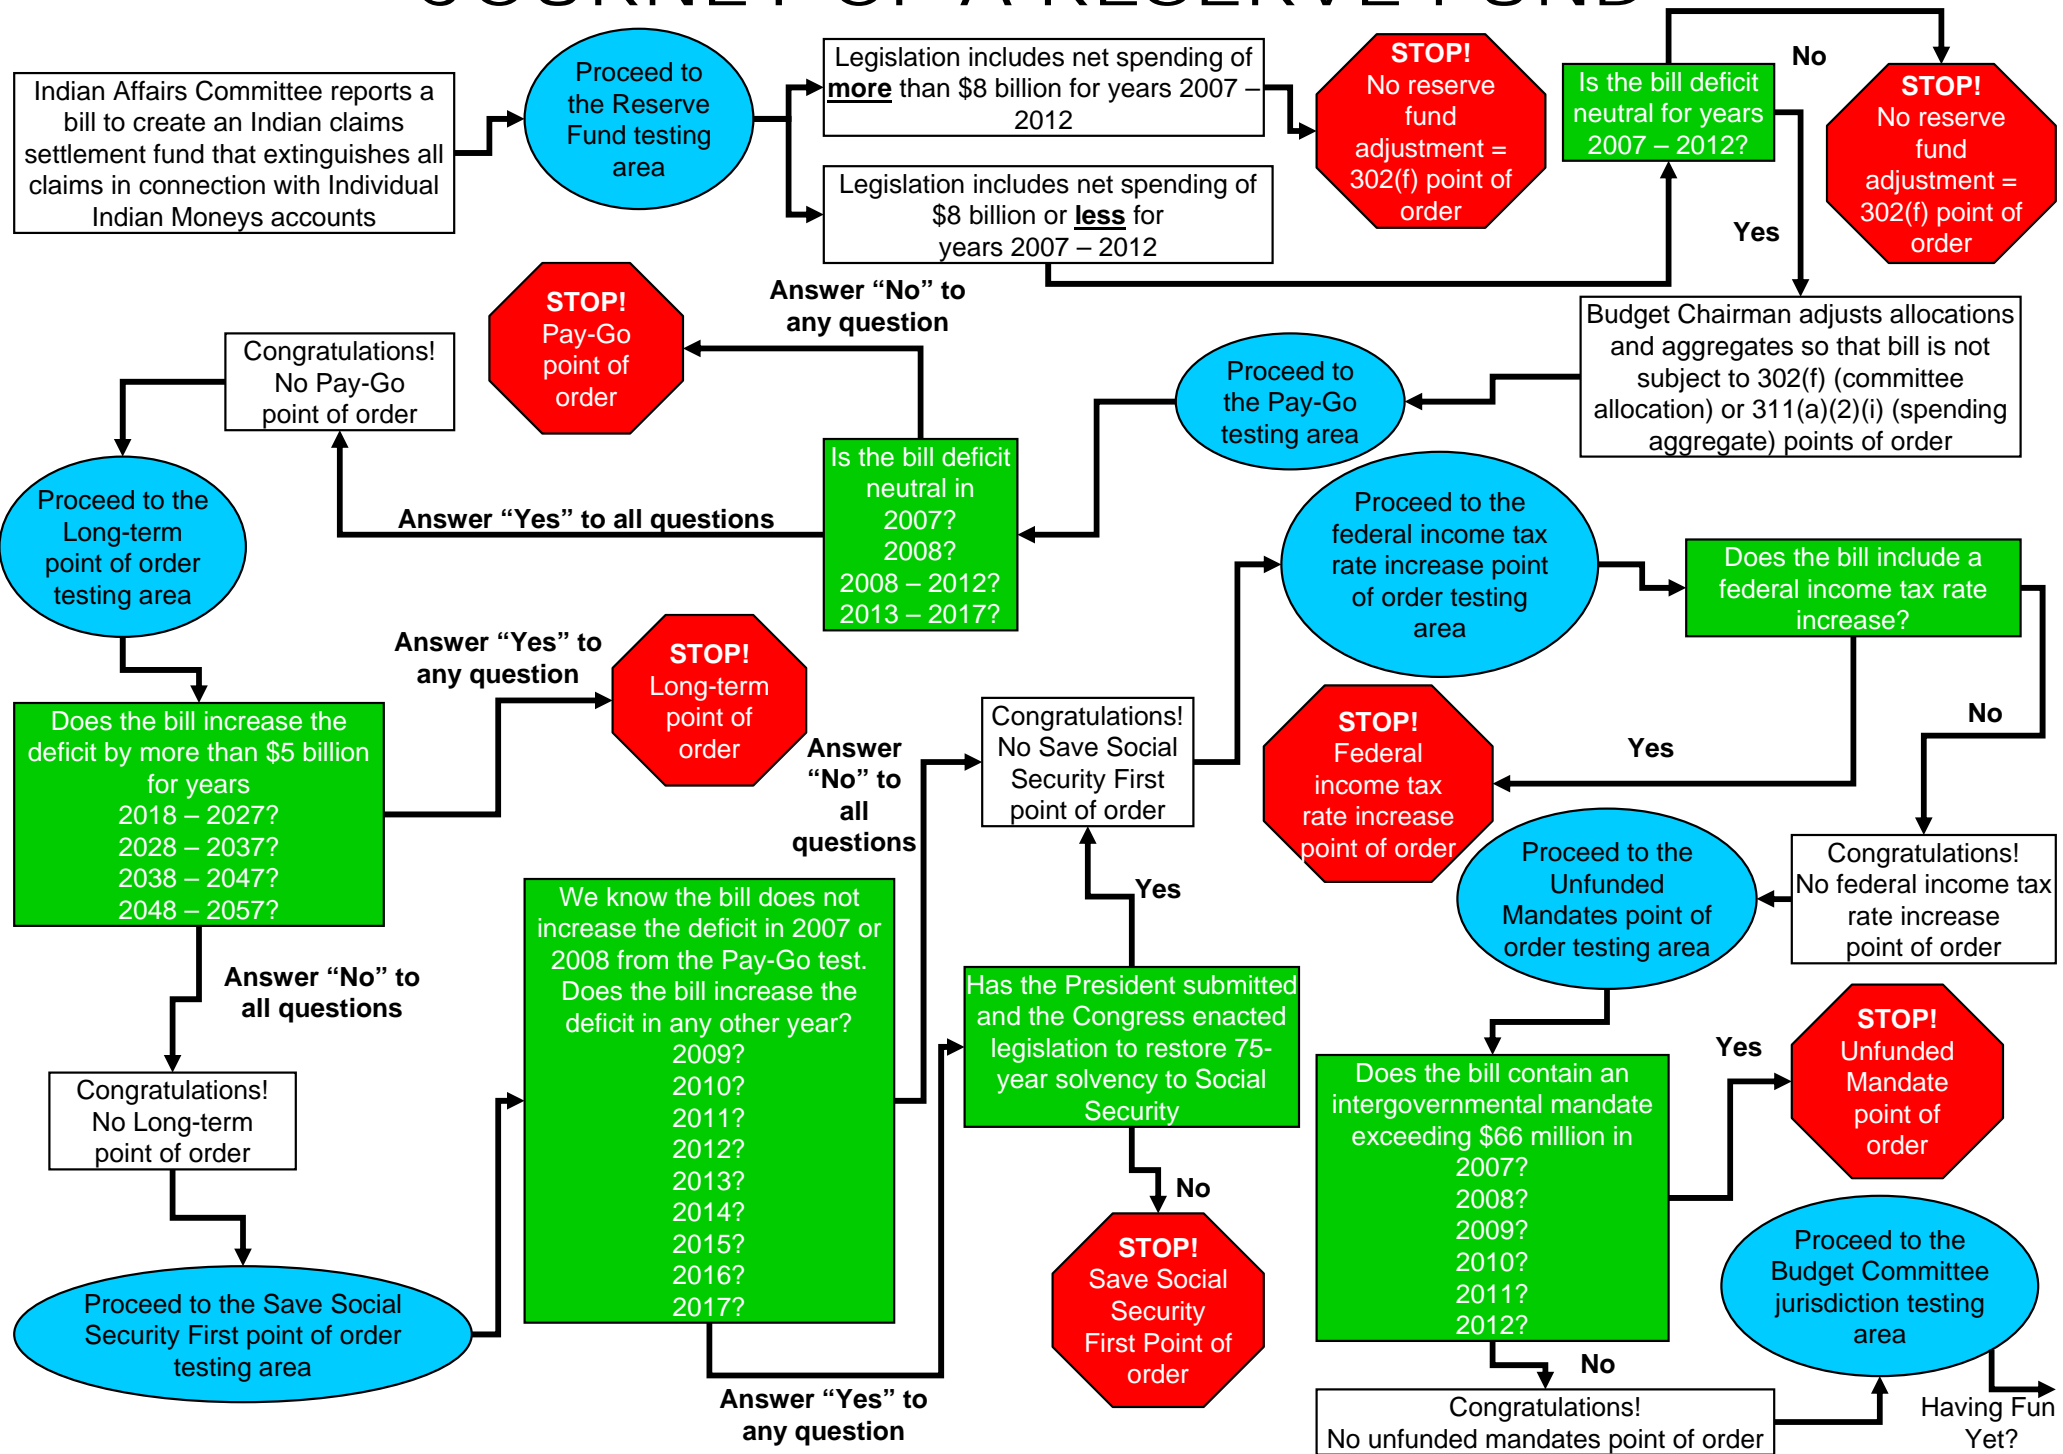 JOURNEY OF A RESERVE FUND
Indian Affairs Committee reports a
bill to create an Indian claims
settlement fund that extinguishes all
claims in connection with Individual
Indian Moneys accounts
Proceed to
the Reserve
Fund testing
area
Legislation includes net spending of
more than $8 billion for years 2007 –
2012
Legislation includes net spending of
$8 billion or less for
years 2007 – 2012
STOP!
No reserve
fund
adjustment =
302(f) point of
order
Is the bill deficit
neutral for years
2007 – 2012?
No
STOP!
No reserve
fund
adjustment =
302(f) point of
order
Yes
Budget Chairman adjusts allocations
and aggregates so that bill is not
subject to 302(f) (committee
allocation) or 311(a)(2)(i) (spending
aggregate) points of order
Proceed to
the Pay-Go
testing area
Is the bill deficit
neutral in
2007?
2008?
2008 – 2012?
2013 – 2017?
Answer “No” to
any question
STOP!
Pay-Go
point of
order
Answer “Yes” to all questions
Congratulations!
No Pay-Go
point of order
Proceed to the
Long-term
point of order
testing area
Does the bill increase the
deficit by more than $5 billion
for years
2018 – 2027?
2028 – 2037?
2038 – 2047?
2048 – 2057?
Answer “Yes” to
any question
STOP!
Long-term
point of
order
Answer “No” to
all questions
Congratulations!
No Long-term
point of order
Proceed to the Save Social
Security First point of order
testing area
We know the bill does not
increase the deficit in 2007 or
2008 from the Pay-Go test.
Does the bill increase the
deficit in any other year?
2009?
2010?
2011?
2012?
2013?
2014?
2015?
2016?
2017?
Answer
“No” to
all
questions
Answer “Yes” to
any question
Has the President submitted
and the Congress enacted
legislation to restore 75-
year solvency to Social
Security
Yes
No
STOP!
Save Social
Security
First Point of
order
Congratulations!
No Save Social
Security First
point of order
Proceed to the
federal income tax
rate increase point
of order testing
area
Does the bill include a
federal income tax rate
increase?
Yes
STOP!
Federal
income tax
rate increase
point of order
No
Congratulations!
No federal income tax
rate increase
point of order
Proceed to the
Unfunded
Mandates point of
order testing area
Does the bill contain an
intergovernmental mandate
exceeding $66 million in
2007?
2008?
2009?
2010?
2011?
2012?
Yes
STOP!
Unfunded
Mandate
point of
order
No
Congratulations!
No unfunded mandates point of order
Proceed to the
Budget Committee
jurisdiction testing
area
Having Fun
Yet?